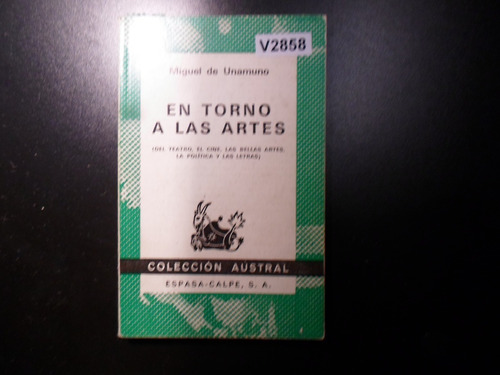 V2858
Miguel de Unamuno
EN TORNO
A LAS ARTES
(DEL TEATRO, EL CINE, LAS BELLAS ARTES,
LA POLÍTICA Y LAS LETRAS)
COLECCIÓN AUSTRAL
ESPASA-CALPE, S. A.